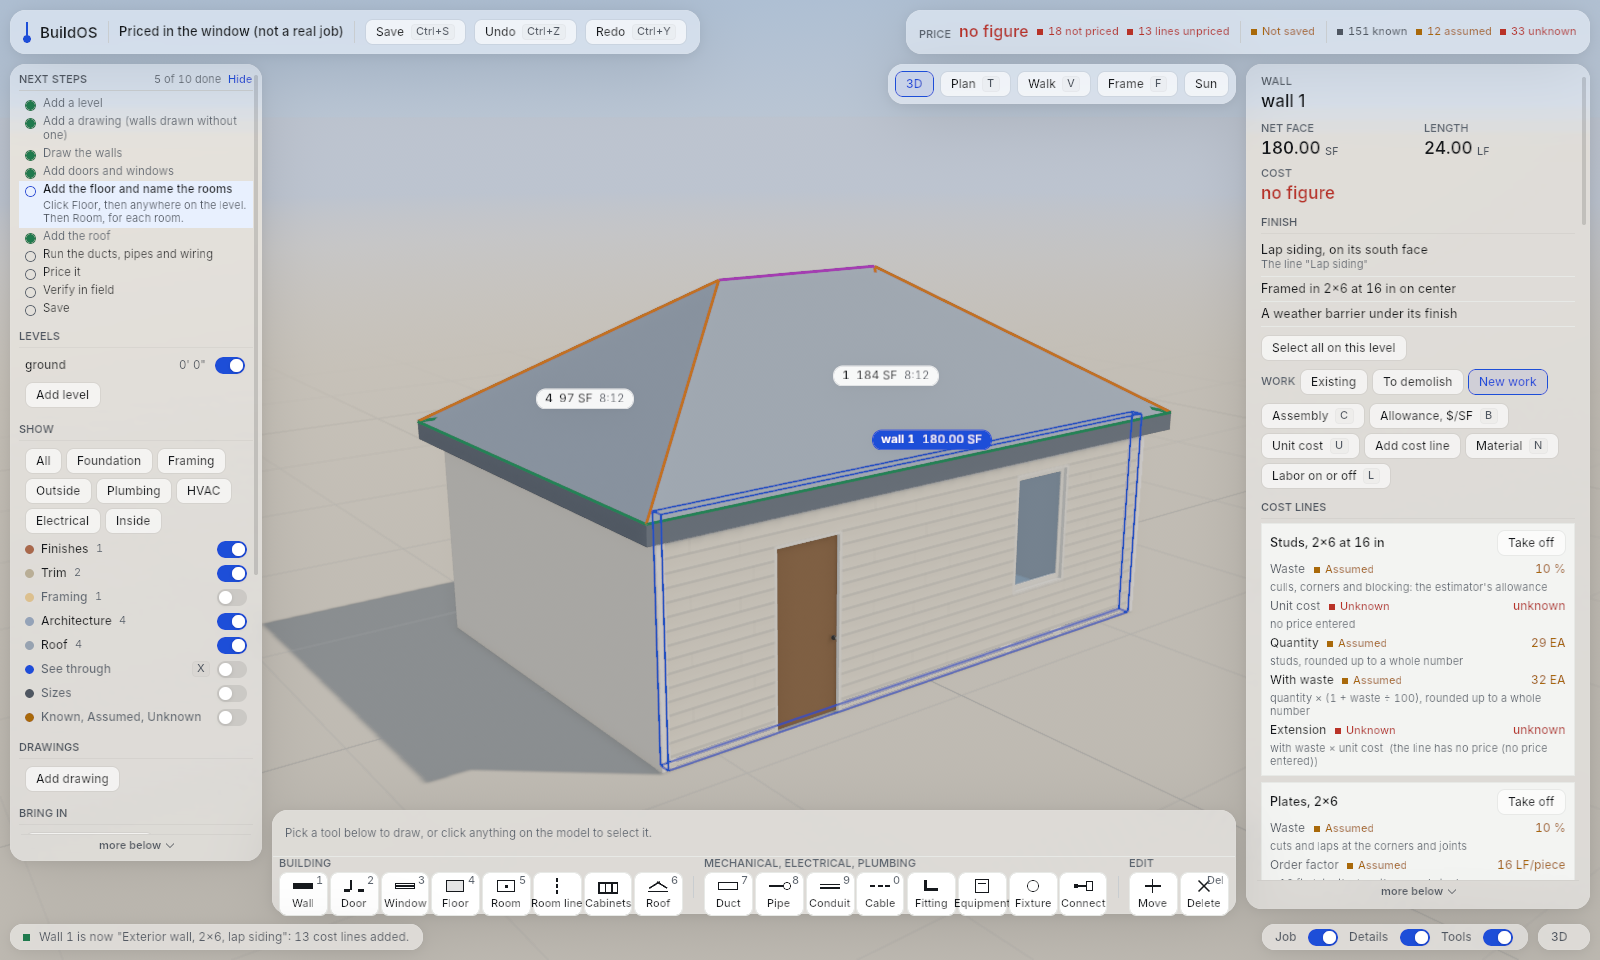 BuildOS
Priced in the window (not a real job)
Save Ctrl+S
Undo Ctrl+Z
Redo Ctrl+Y
PRICE no figure 18 not priced 13 lines unpriced Not saved 151 known 12 assumed 33 unknown
NEXT STEPS 5 of 10 done Hide
Add a level
Add a drawing (walls drawn without
one)
Draw the walls
Add doors and windows
Add the floor and name the rooms
Click Floor, then anywhere on the level.
Then Room, for each room.
Add the roof
Run the ducts, pipes and wiring
Price it
Verify in field
Save
LEVELS
ground 0' 0"
Add level
SHOW
All Foundation Framing
Outside Plumbing HVAC
Electrical Inside
Finishes 1
Trim 2
Framing 1
Architecture 4
Roof 4
See through X
Sizes
Known, Assumed, Unknown
DRAWINGS
Add drawing
BRING IN
more below
3D Plan T Walk V Frame F Sun
4 97 SF 8:12
1 184 SF 8:12
wall 1 180.00 SF
WALL
wall 1
NET FACE LENGTH
180.00 SF 24.00 LF
COST
no figure
FINISH
Lap siding, on its south face
The line "Lap siding"
Framed in 2×6 at 16 in on center
A weather barrier under its finish
Select all on this level
WORK Existing To demolish New work
Assembly C Allowance, $/SF B
Unit cost U Add cost line Material N
Labor on or off L
COST LINES
Studs, 2×6 at 16 in Take off
Waste Assumed 10 %
culls, corners and blocking: the estimator's allowance
Unit cost Unknown unknown
no price entered
Quantity Assumed 29 EA
studs, rounded up to a whole number
With waste Assumed 32 EA
quantity × (1 + waste ÷ 100), rounded up to a whole
number
Extension Unknown unknown
with waste × unit cost (the line has no price (no price
entered))
Plates, 2×6 Take off
Waste Assumed 10 %
cuts and laps at the corners and joints
Order factor Assumed 16 LF/piece
more below
Pick a tool below to draw, or click anything on the model to select it.
BUILDING MECHANICAL, ELECTRICAL, PLUMBING EDIT
1 2 3 4 5 6 7 8 9 0 Del
Wall Door Window Floor Room Room line Cabinets Roof Duct Pipe Conduit Cable Fitting Equipment Fixture Connect Move Delete
Wall 1 is now "Exterior wall, 2×6, lap siding": 13 cost lines added.
Job Details Tools 3D